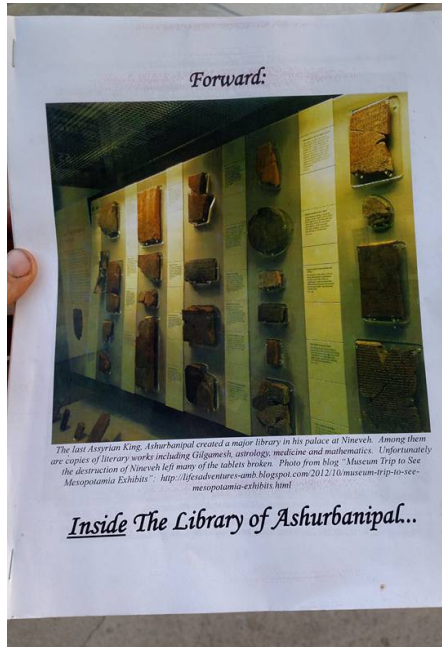 Forward:
The last Assyrian King, Ashurbanipal created a major library in his palace at Nineveh. Among them
are copies of literary works including Gilgamesh, astrology, medicine and mathematics. Unfortunately
the destruction of Nineveh left many of the tablets broken. Photo from blog "Museum Trip to See
Mesopotamia Exhibits": http://lifesadventures-amb.blogspot.com/2012/10/museum-trip-to-see-
mesopotamia-exhibits.html
Inside The Library of Ashurbanipal...